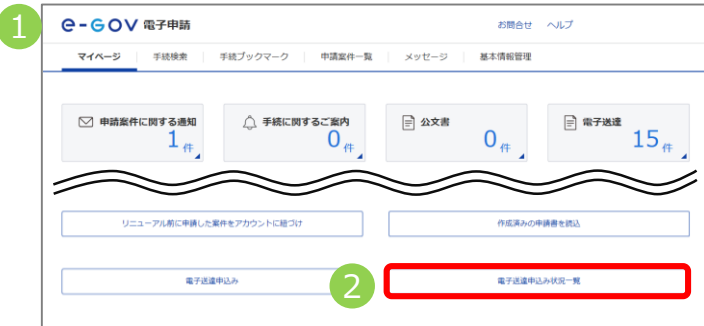 1
e-GOV 電子申請
お問合せ ヘルプ
マイページ 手続検索 手続ブックマーク 申請案件一覧 メッセージ 基本情報管理
申請案件に関する通知 1件
手続に関するご案内 0件
公文書 0件
電子送達 15件
リニューアル前に申請した案件をアカウントに紐づけ
作成済みの申請書を読込
電子送達申込み
2
電子送達申込み状況一覧